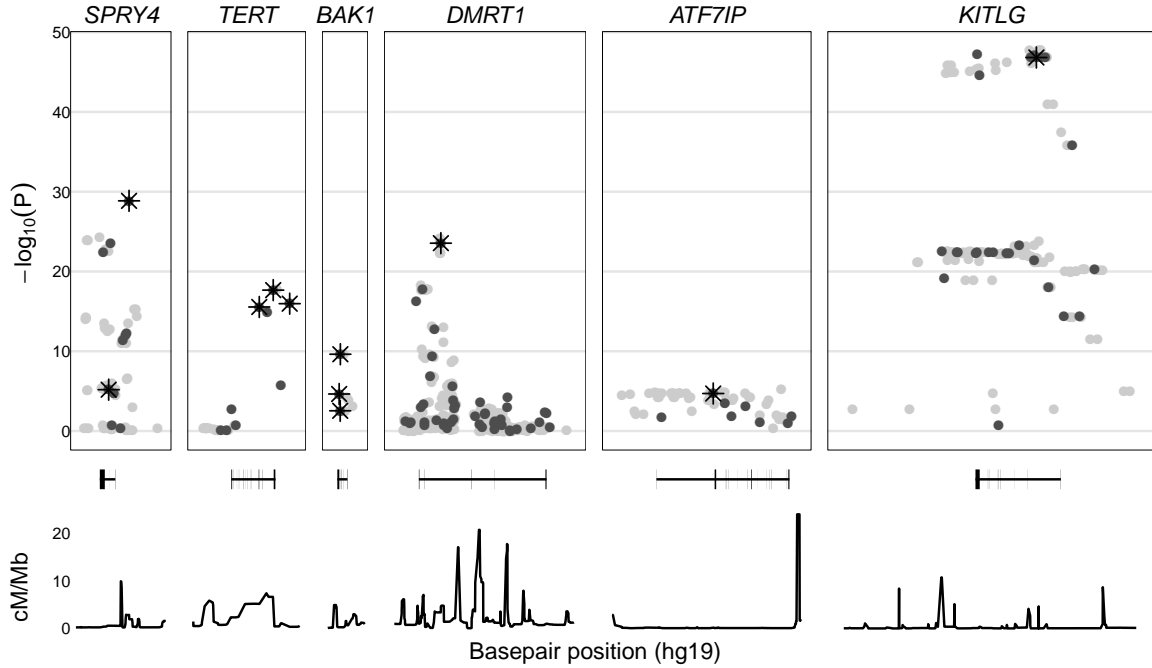 SPRY4 TERT BAK1 DMRT1 ATF7IP KITLG
50
40
30
20
10
0
−log₁₀(P)
20
10
0
cM/Mb
Basepair position (hg19)